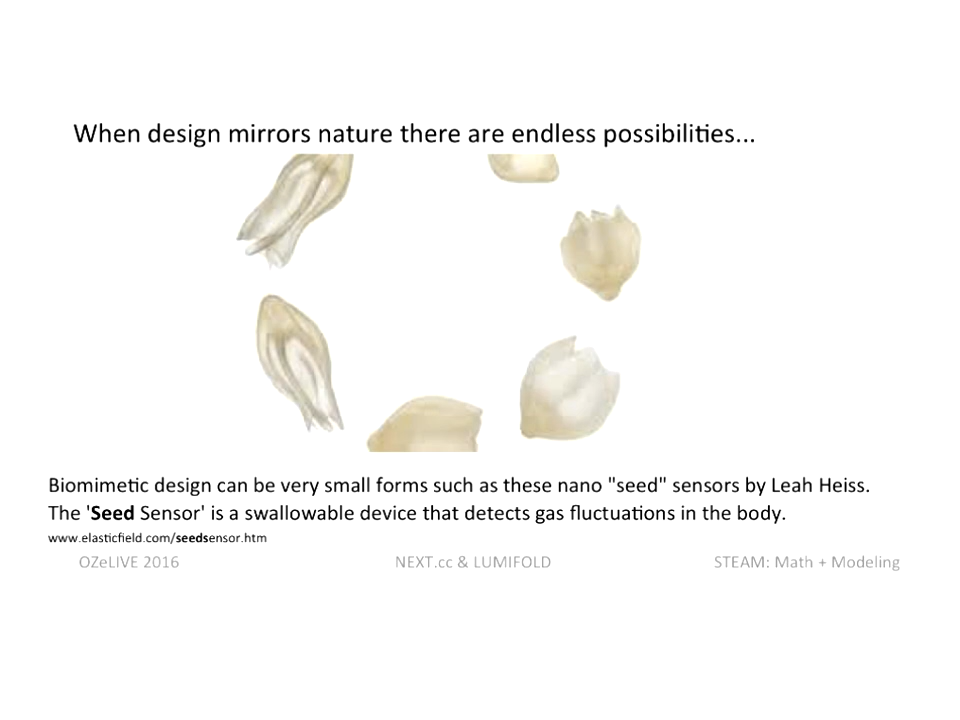 When design mirrors nature there are endless possibilities...
Biomimetic design can be very small forms such as these nano "seed" sensors by Leah Heiss.
The 'Seed Sensor' is a swallowable device that detects gas fluctuations in the body.
www.elasticfield.com/seedsensor.htm
OZeLIVE 2016 NEXT.cc & LUMIFOLD STEAM: Math + Modeling